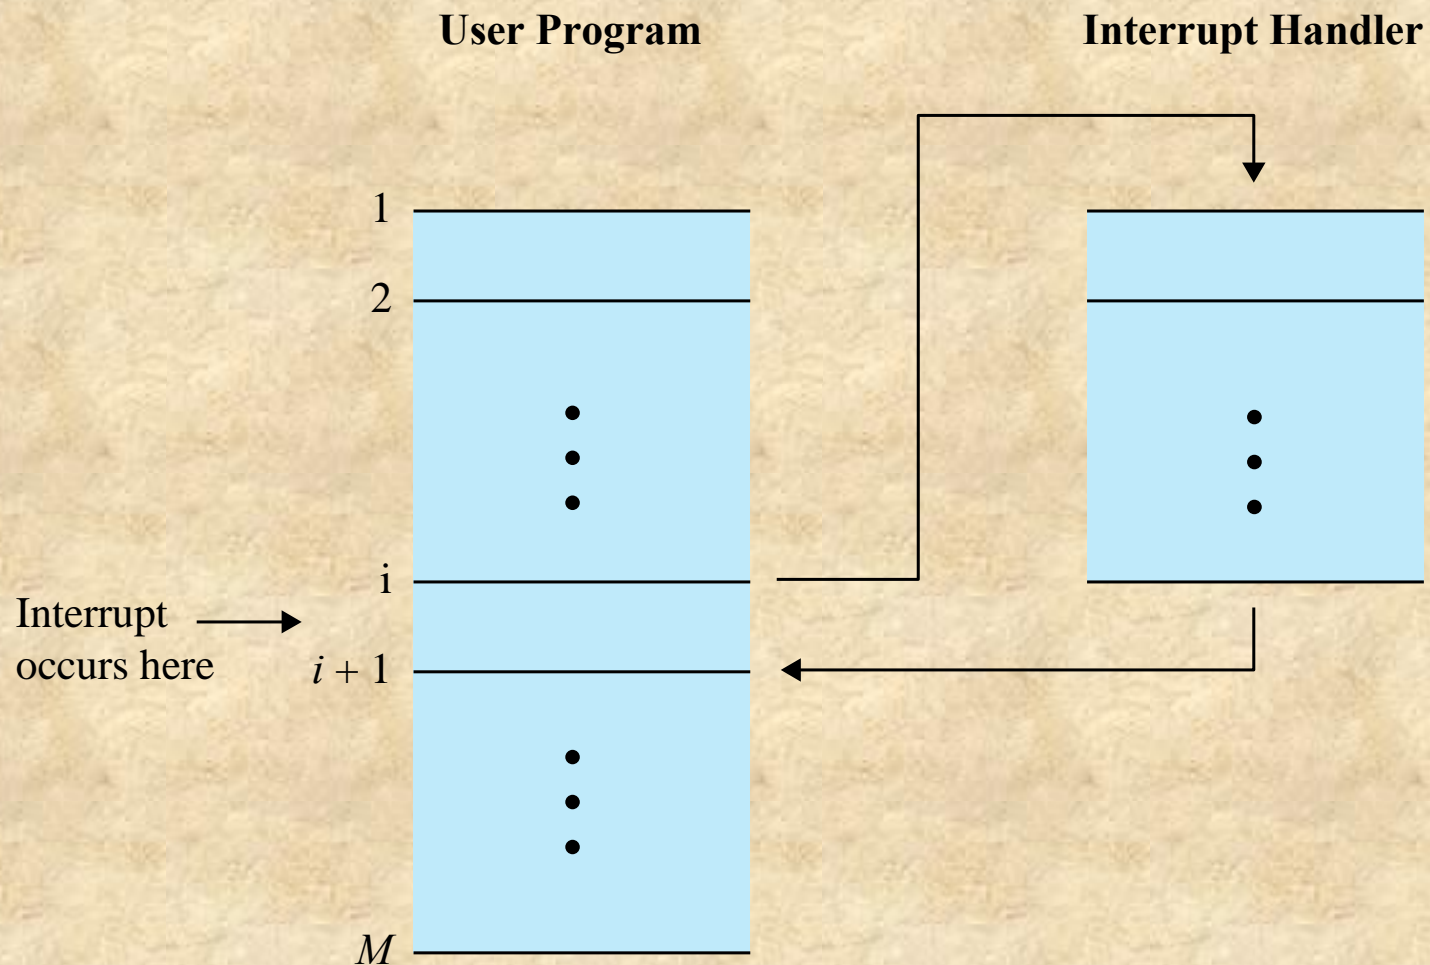 User Program
Interrupt Handler
1
2
i
Interrupt
occurs here
i + 1
M